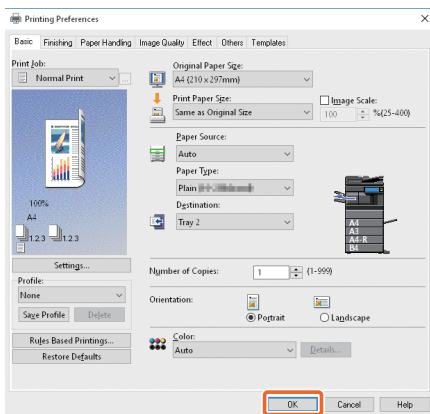 Printing Preferences
Basic Finishing Paper Handling Image Quality Effect Others Templates
Print Job:
Normal Print
...
100%
A4
1.2.3 1.2.3
Settings...
Profile:
None
Save Profile Delete
Rules Based Printings...
Restore Defaults
Original Paper Size:
A4 (210 x 297mm)
Print Paper Size:
Same as Original Size
Image Scale:
100 %(25-400)
Paper Source:
Auto
Paper Type:
Plain
Destination:
Tray 2
A4
A3
A4-R
B4
Number of Copies: 1 (1-999)
Orientation:
Portrait Landscape
Color:
Auto Details...
OK Cancel Help